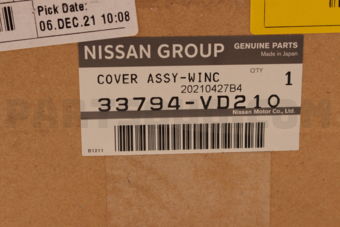 Pick Date:
06.DEC.21 10:08
NISSAN GROUP
GENUINE PARTS
Made in Japan
COVER ASSY-WINC
QTY
1
20210427B4
33794-VD210
Nissan Motor Co., Ltd.
B1211